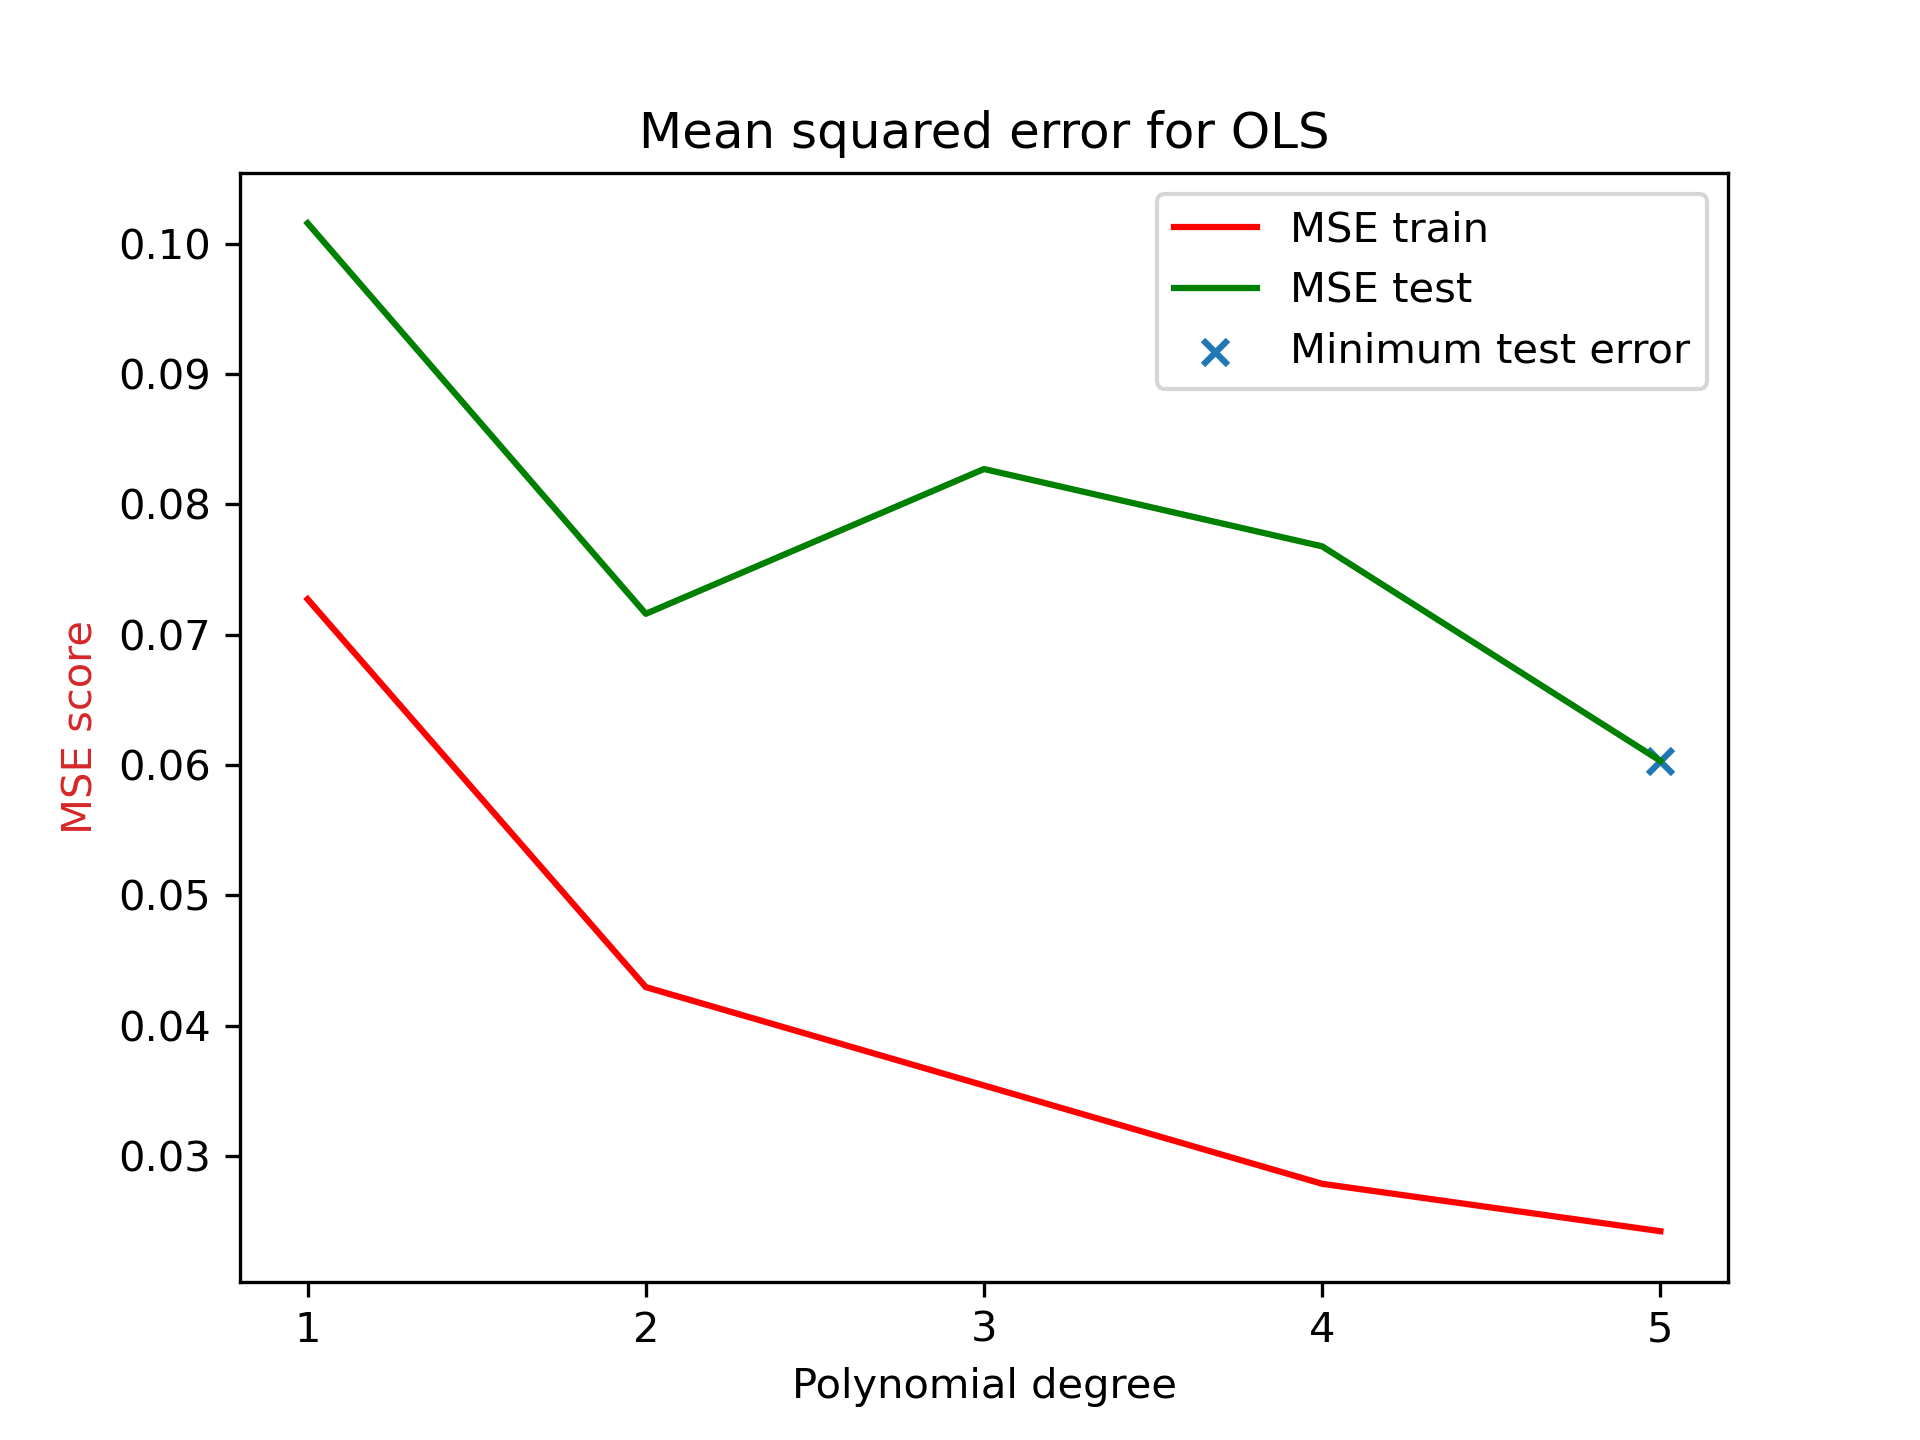 Mean squared error for OLS
MSE train
MSE test
Minimum test error
MSE score
0.10
0.09
0.08
0.07
0.06
0.05
0.04
0.03
1 2 3 4 5
Polynomial degree